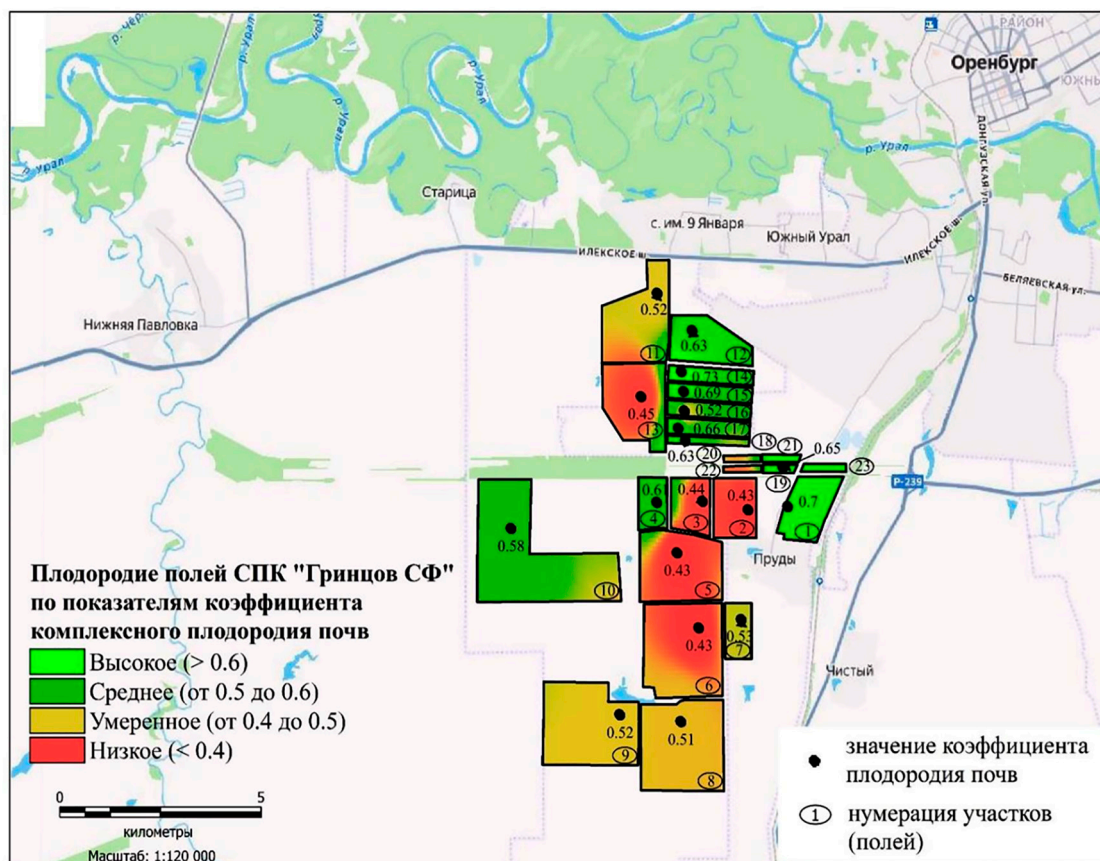 р. Урал
р. Урал
р. Урал
р. Урал
р. Урал
РАЙОН
Оренбург
ДОНГУЗСКАЯ ул.
р. Урал
Старица
с. им. 9 Января
Южный Урал
ИЛЕКСКОЕ ш.
ИЛЕКСКОЕ ш.
БЕЛЯЕВСКАЯ ул.
Нижняя Павловка
0.52
11
0.63
12
0.73 14
0.69 15
0.45
13
0.52 16
0.66 17
0.63
18
21
0.65
20
22
19
23
P-239
0.61
4
0.44
3
0.43
2
0.7
1
Пруды
0.58
10
0.43
5
0.43
6
7
Чистый
0.52
9
0.51
8
Плодородие полей СПК "Гринцов СФ"
по показателям коэффициента
комплексного плодородия почв
Высокое (> 0.6)
Среднее (от 0.5 до 0.6)
Умеренное (от 0.4 до 0.5)
Низкое (< 0.4)
0 5
километры
Масштаб: 1:120 000
значение коэффициента
плодородия почв
1 нумерация участков
(полей)